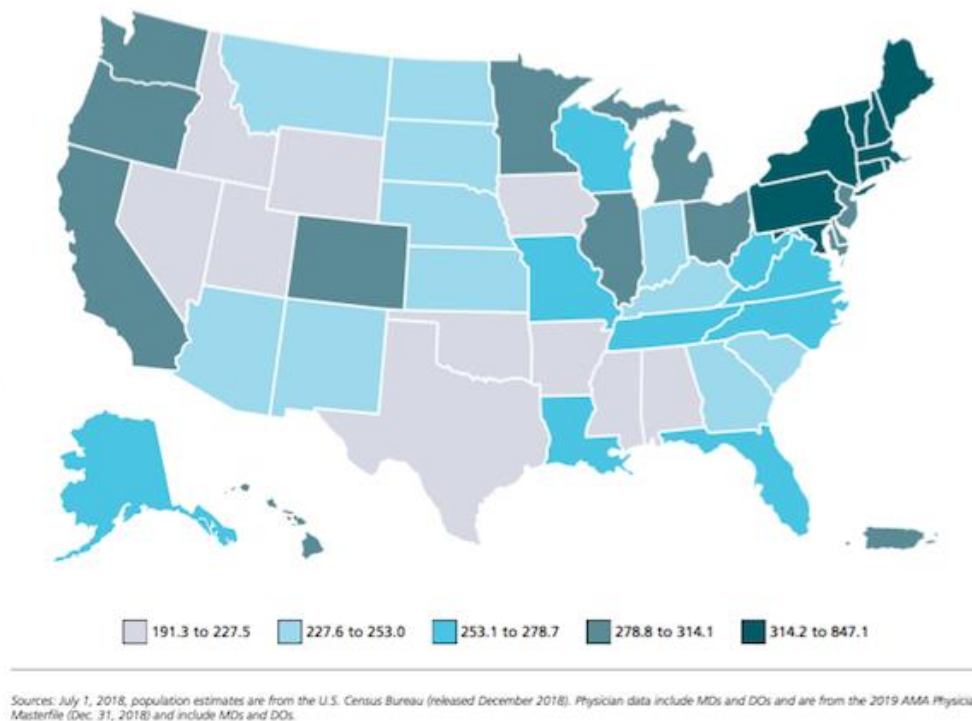 191.3 to 227.5 227.6 to 253.0 253.1 to 278.7 278.8 to 314.1 314.2 to 847.1
Sources: July 1, 2018, population estimates are from the U.S. Census Bureau (released December 2018). Physician data include MDs and DOs and are from the 2019 AMA Physic
Masterfile (Dec. 31, 2018) and include MDs and DOs.